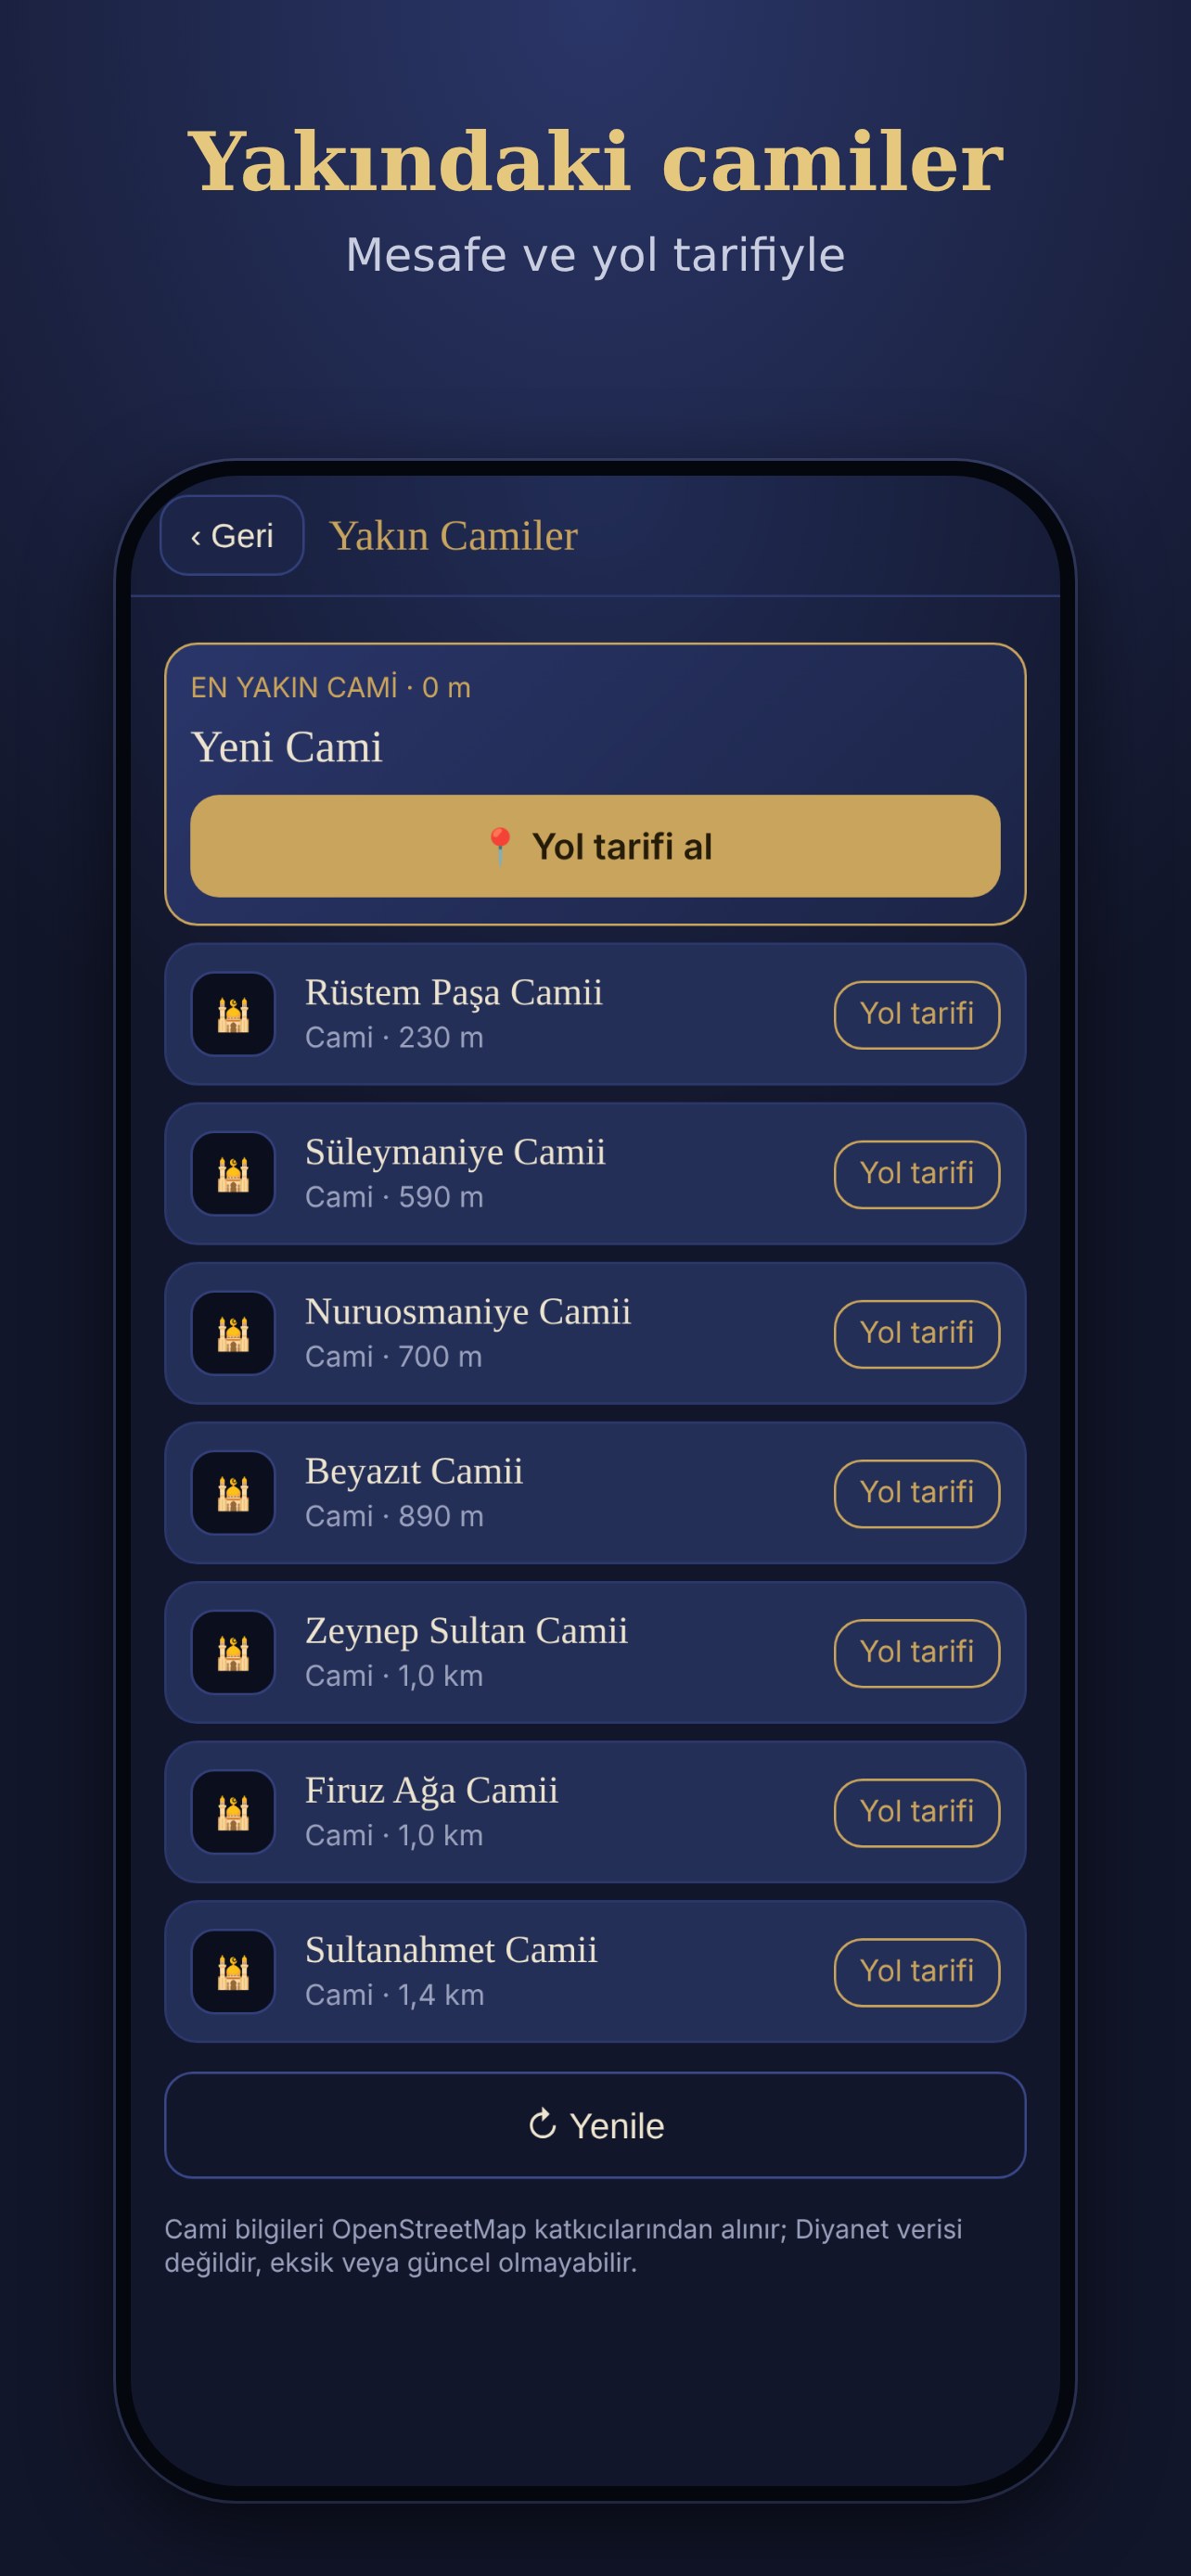 Yakındaki camiler
Mesafe ve yol tarifiyle
‹ Geri
Yakın Camiler
EN YAKIN CAMİ · 0 m
Yeni Cami
📍 Yol tarifi al
Rüstem Paşa Camii
Cami · 230 m
Yol tarifi
Süleymaniye Camii
Cami · 590 m
Yol tarifi
Nuruosmaniye Camii
Cami · 700 m
Yol tarifi
Beyazıt Camii
Cami · 890 m
Yol tarifi
Zeynep Sultan Camii
Cami · 1,0 km
Yol tarifi
Firuz Ağa Camii
Cami · 1,0 km
Yol tarifi
Sultanahmet Camii
Cami · 1,4 km
Yol tarifi
↻ Yenile
Cami bilgileri OpenStreetMap katkıcılarından alınır; Diyanet verisi
değildir, eksik veya güncel olmayabilir.